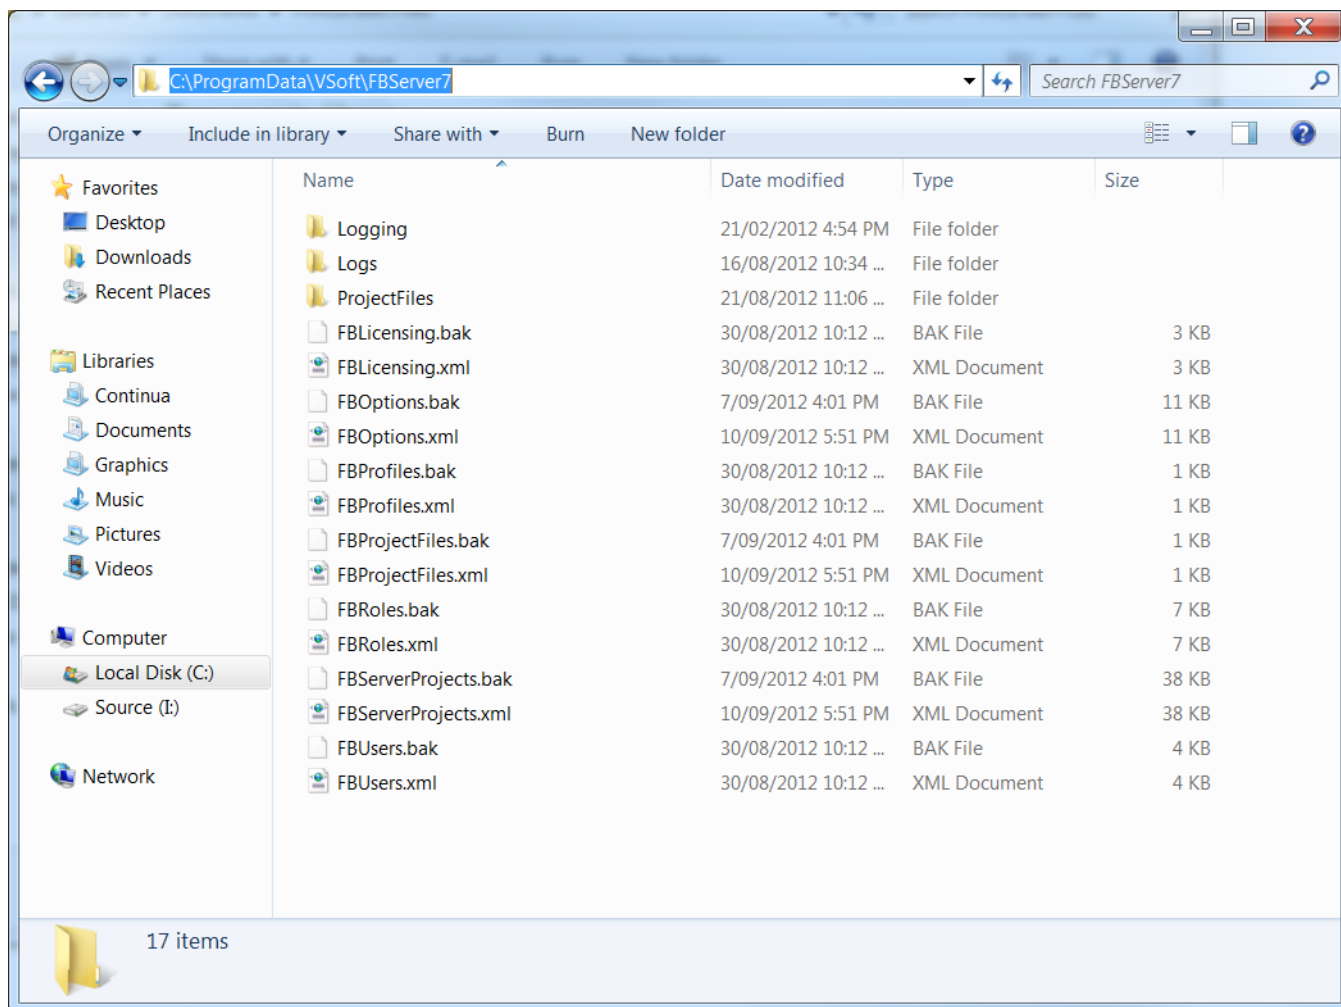 C:\ProgramData\VSoft\FBServer7 Search FBServer7
Organize Include in library Share with Burn New folder
Favorites
Desktop
Downloads
Recent Places
Libraries
Continua
Documents
Graphics
Music
Pictures
Videos
Computer
Local Disk (C:)
Source (I:)
Network
Name Date modified Type Size
Logging 21/02/2012 4:54 PM File folder
Logs 16/08/2012 10:34 ... File folder
ProjectFiles 21/08/2012 11:06 ... File folder
FBLicensing.bak 30/08/2012 10:12 ... BAK File 3 KB
FBLicensing.xml 30/08/2012 10:12 ... XML Document 3 KB
FBOptions.bak 7/09/2012 4:01 PM BAK File 11 KB
FBOptions.xml 10/09/2012 5:51 PM XML Document 11 KB
FBProfiles.bak 30/08/2012 10:12 ... BAK File 1 KB
FBProfiles.xml 30/08/2012 10:12 ... XML Document 1 KB
FBProjectFiles.bak 7/09/2012 4:01 PM BAK File 1 KB
FBProjectFiles.xml 10/09/2012 5:51 PM XML Document 1 KB
FBRoles.bak 30/08/2012 10:12 ... BAK File 7 KB
FBRoles.xml 30/08/2012 10:12 ... XML Document 7 KB
FBServerProjects.bak 7/09/2012 4:01 PM BAK File 38 KB
FBServerProjects.xml 10/09/2012 5:51 PM XML Document 38 KB
FBUsers.bak 30/08/2012 10:12 ... BAK File 4 KB
FBUsers.xml 30/08/2012 10:12 ... XML Document 4 KB
17 items